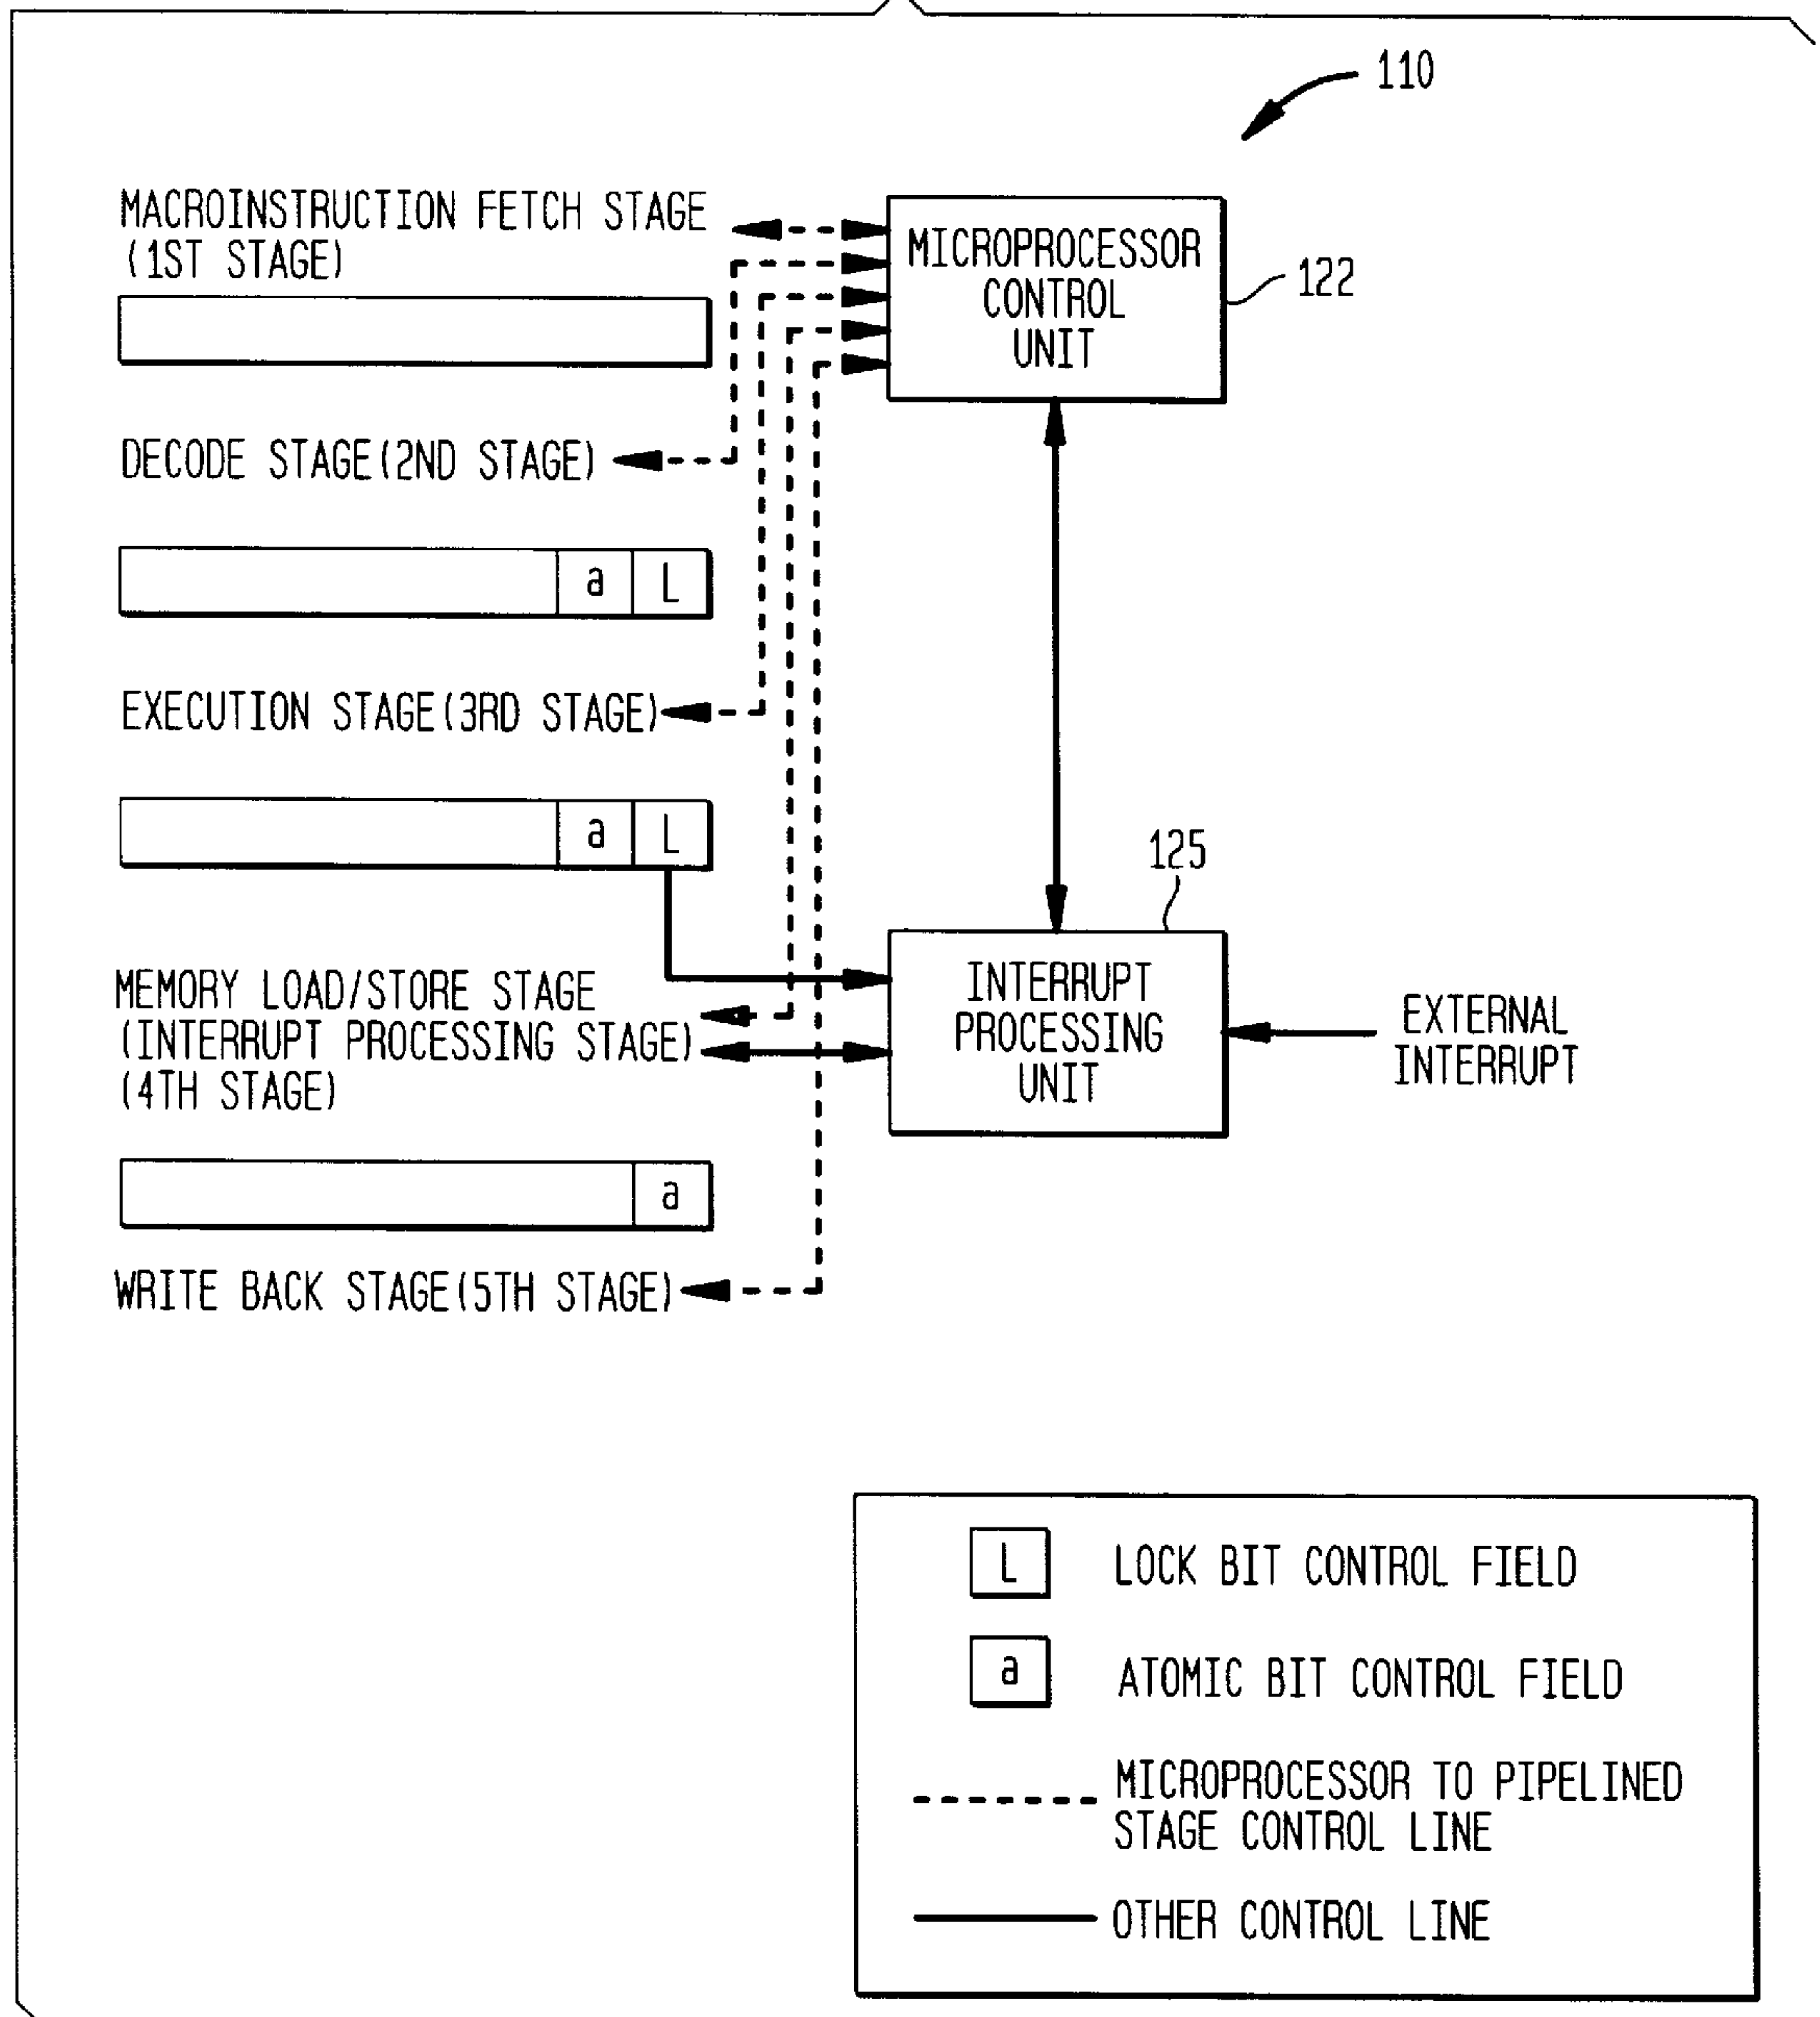 110
MACROINSTRUCTION FETCH STAGE
(1ST STAGE)
MICROPROCESSOR
CONTROL
UNIT
122
DECODE STAGE(2ND STAGE)
a L
EXECUTION STAGE(3RD STAGE)
a L
125
MEMORY LOAD/STORE STAGE
(INTERRUPT PROCESSING STAGE)
(4TH STAGE)
INTERRUPT
PROCESSING
UNIT
EXTERNAL
INTERRUPT
a
WRITE BACK STAGE(5TH STAGE)
L LOCK BIT CONTROL FIELD
a ATOMIC BIT CONTROL FIELD
MICROPROCESSOR TO PIPELINED
STAGE CONTROL LINE
OTHER CONTROL LINE